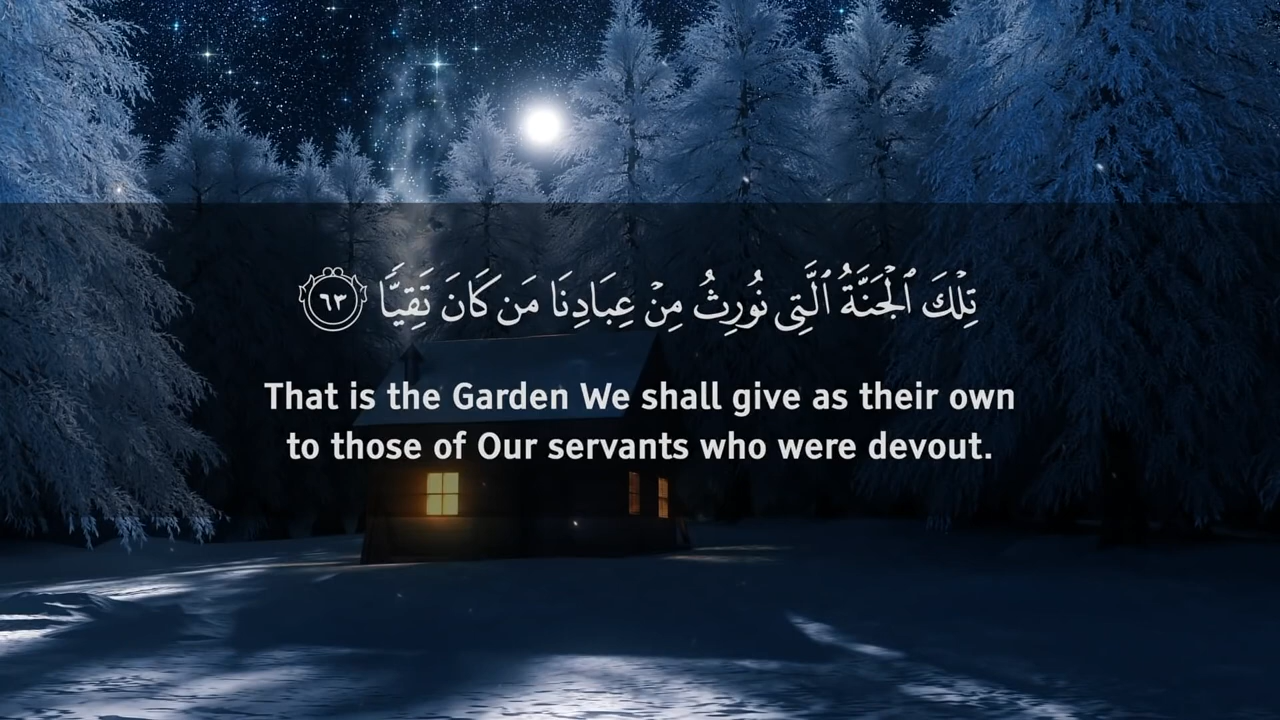 تِلْكَ ٱلْجَنَّةُ ٱلَّتِى نُورِثُ مِنْ عِبَادِنَا مَن كَانَ تَقِيًّا ٦٣
That is the Garden We shall give as their own
to those of Our servants who were devout.